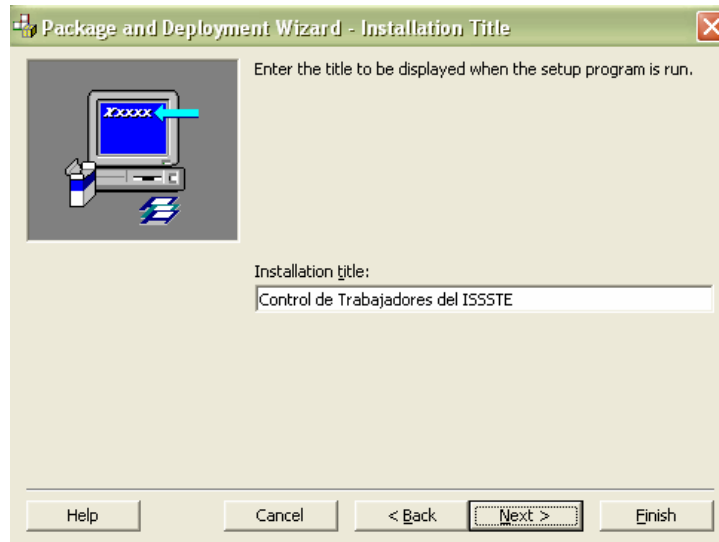 Package and Deployment Wizard - Installation Title
Enter the title to be displayed when the setup program is run.
Xxxxx
Installation title:
Control de Trabajadores del ISSSTE
Help Cancel < Back Next > Finish